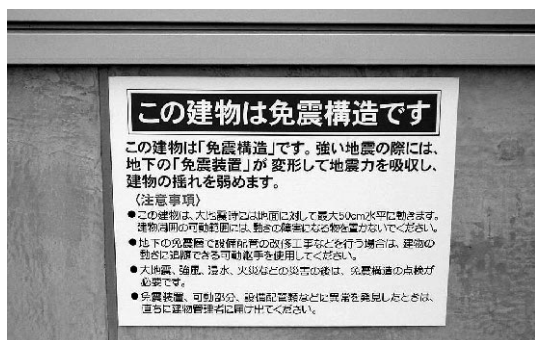 この建物は免震構造です
この建物は「免震構造」です。強い地震の際には、
地下の「免震装置」が変形して地震力を吸収し、
建物の揺れを弱めます。
〈注意事項〉
●この建物は、大地震時には地面に対して最大50cm水平に動きます。
建物周囲の可動範囲には、動きの障害になる物を置かないでください。
●地下の免震層で設備配管の改修工事などを行う場合は、建物の
動きに追随できる可動継手を使用してください。
●大地震、強風、浸水、火災などの災害の後は、免震構造の点検が
必要です。
●免震装置、可動部分、設備配管類などに異常を発見したときは、
直ちに建物管理者に届け出てください。